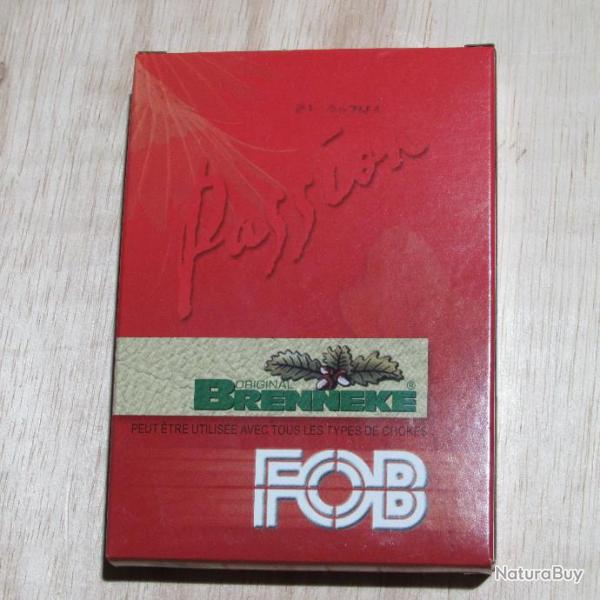 Passion
ORIGINAL
BRENNEKE®
PEUT ÊTRE UTILISÉE AVEC TOUS LES TYPES DE CHOKES
FOB
NaturaBuy